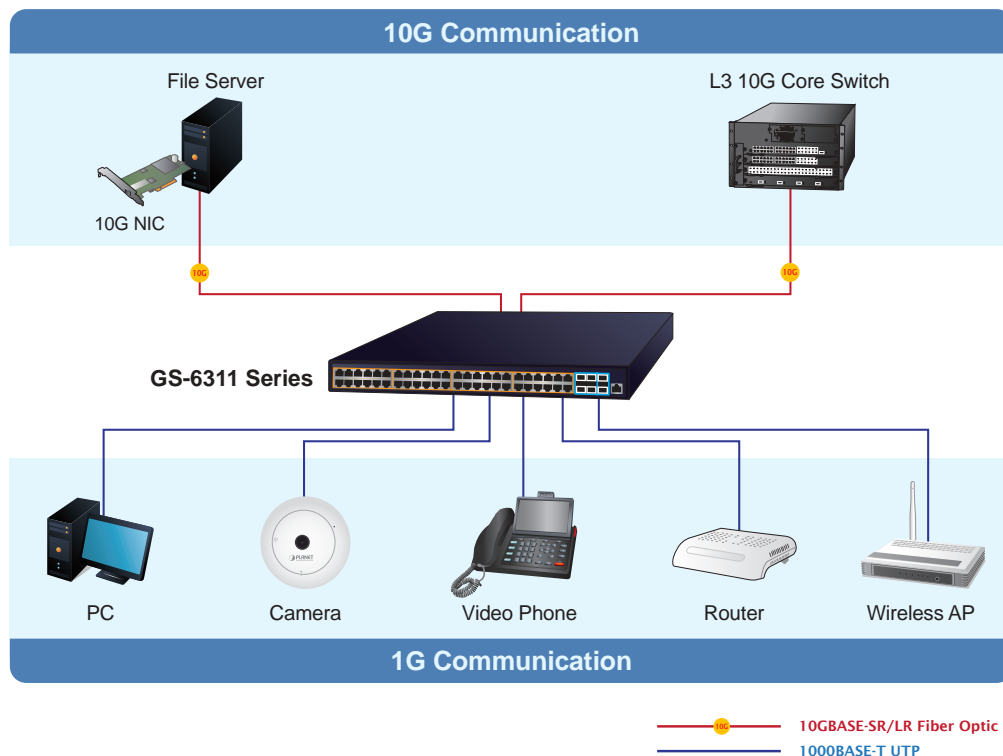 10G Communication
File Server
L3 10G Core Switch
10G NIC
10G
10G
GS-6311 Series
PLANET
PC
Camera
Video Phone
Router
Wireless AP
1G Communication
10G
10GBASE-SR/LR Fiber Optic
1000BASE-T UTP